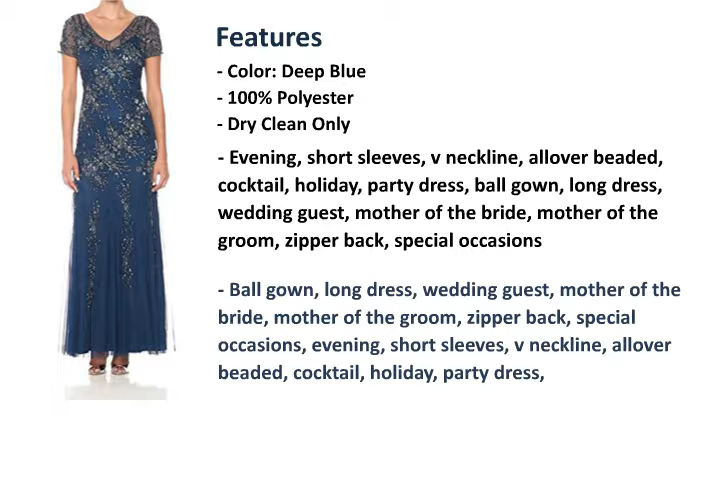 Features
- Color: Deep Blue
- 100% Polyester
- Dry Clean Only
- Evening, short sleeves, v neckline, allover beaded,
cocktail, holiday, party dress, ball gown, long dress,
wedding guest, mother of the bride, mother of the
groom, zipper back, special occasions
- Ball gown, long dress, wedding guest, mother of the
bride, mother of the groom, zipper back, special
occasions, evening, short sleeves, v neckline, allover
beaded, cocktail, holiday, party dress,